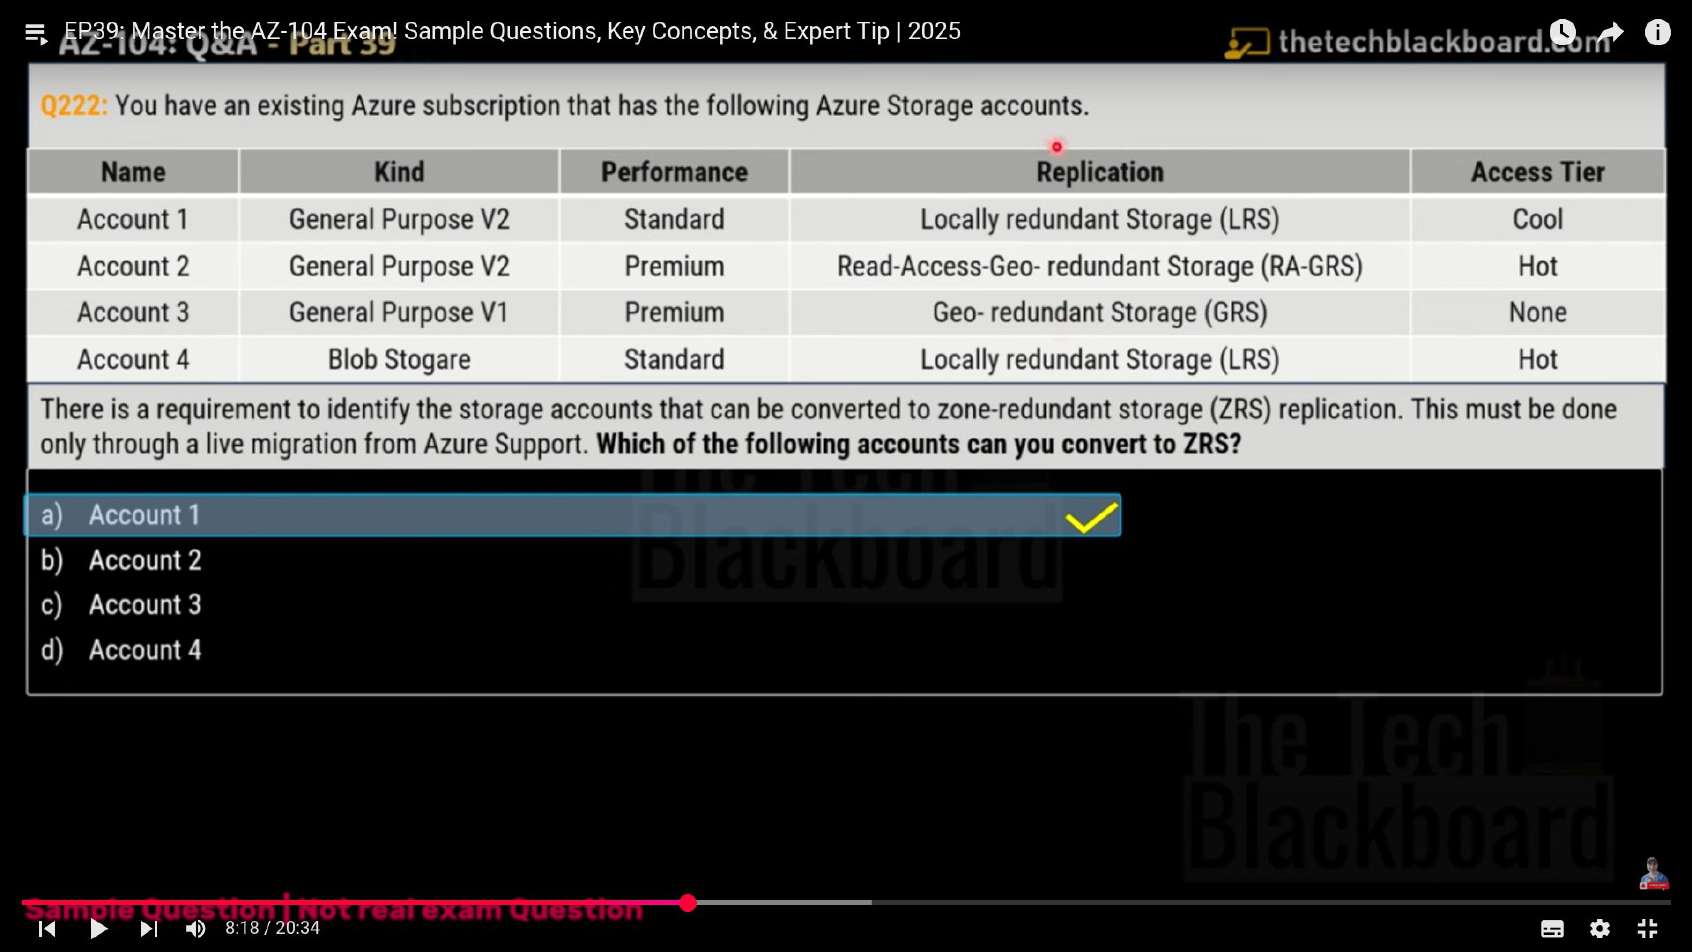 EP39: Master the AZ-104 Exam! Sample Questions, Key Concepts, & Expert Tip | 2025
AZ-104: Q&A - Part 39
thetechblackboard.com
Q222: You have an existing Azure subscription that has the following Azure Storage accounts.
Name Kind Performance Replication Access Tier
Account 1 General Purpose V2 Standard Locally redundant Storage (LRS) Cool
Account 2 General Purpose V2 Premium Read-Access-Geo- redundant Storage (RA-GRS) Hot
Account 3 General Purpose V1 Premium Geo- redundant Storage (GRS) None
Account 4 Blob Stogare Standard Locally redundant Storage (LRS) Hot
There is a requirement to identify the storage accounts that can be converted to zone-redundant storage (ZRS) replication. This must be done
only through a live migration from Azure Support. Which of the following accounts can you convert to ZRS?
The Tech
Blackboard
a) Account 1
b) Account 2
c) Account 3
d) Account 4
The Tech
Blackboard
Sample Question | Not real exam Question
8:18 / 20:34